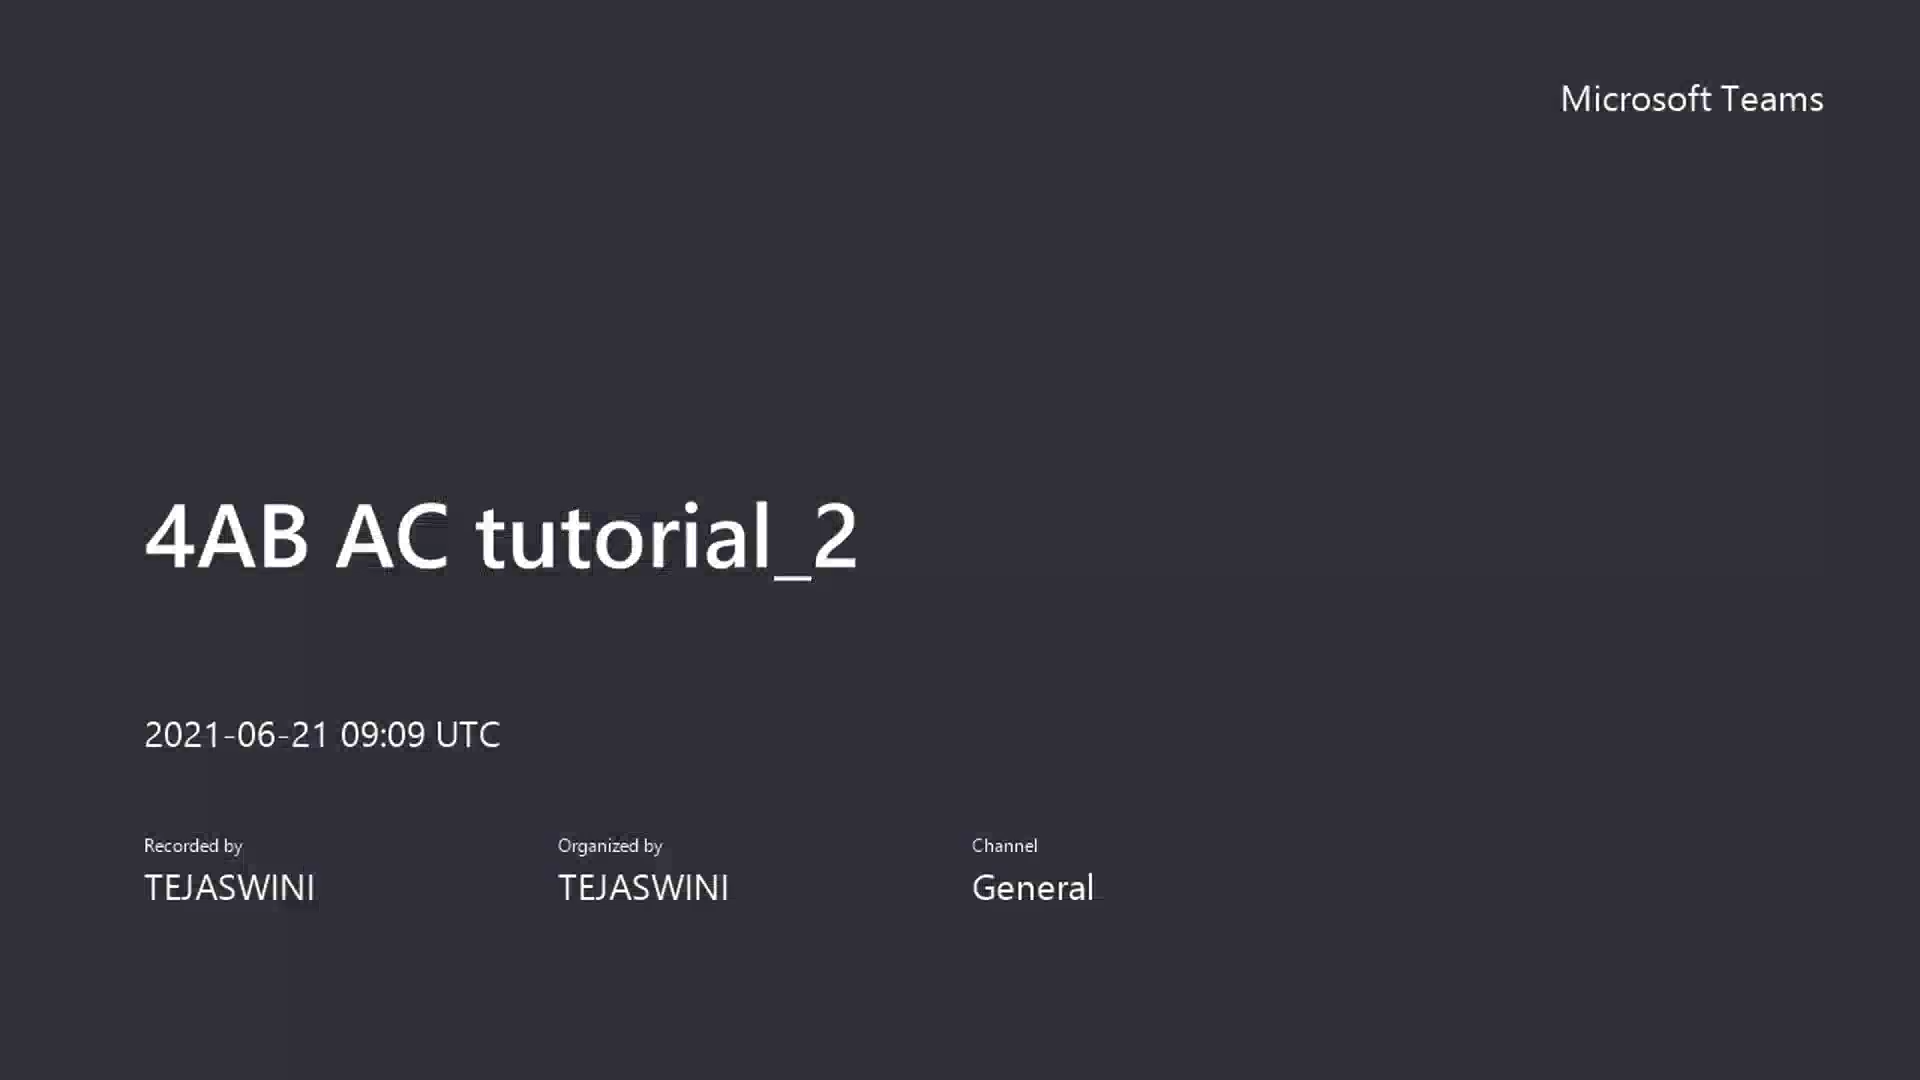 Microsoft Teams
4AB AC tutorial_2
2021-06-21 09:09 UTC
Recorded by
TEJASWINI
Organized by
TEJASWINI
Channel
General